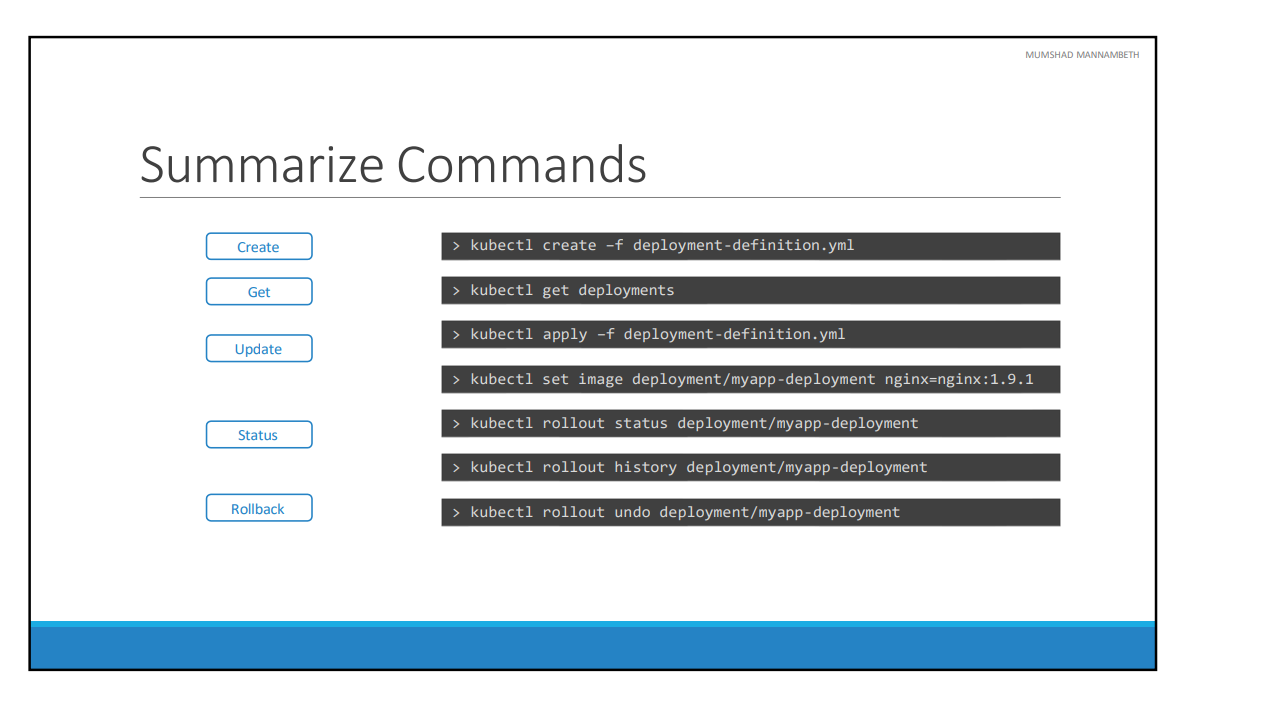 MUMSHAD MANNAMBETH
Summarize Commands
Create
> kubectl create –f deployment-definition.yml
Get
> kubectl get deployments
Update
> kubectl apply –f deployment-definition.yml
> kubectl set image deployment/myapp-deployment nginx=nginx:1.9.1
Status
> kubectl rollout status deployment/myapp-deployment
> kubectl rollout history deployment/myapp-deployment
Rollback
> kubectl rollout undo deployment/myapp-deployment